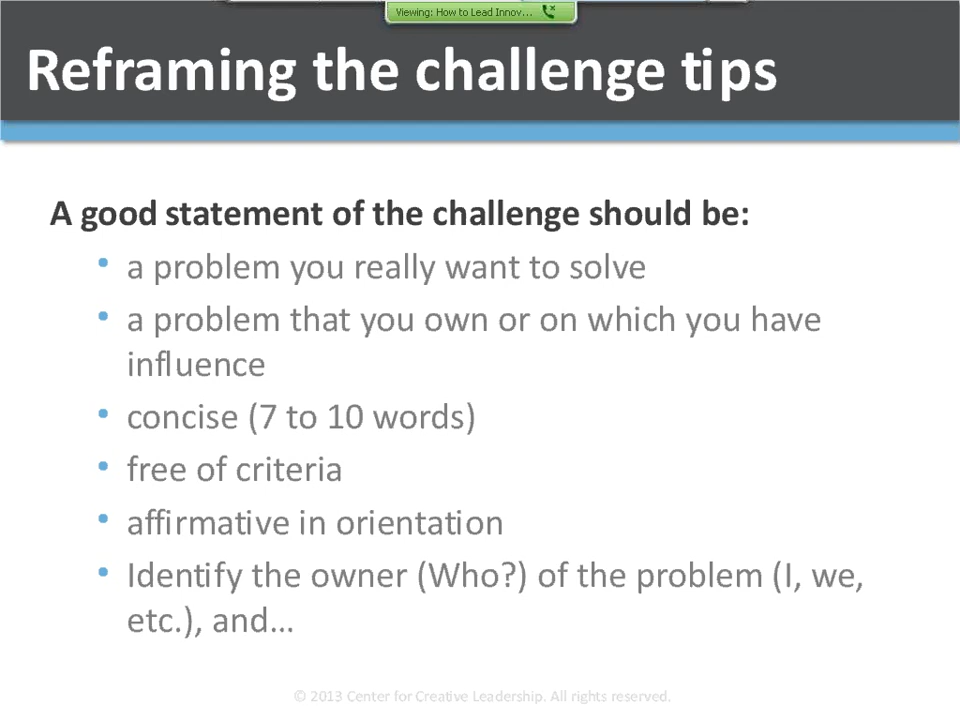 Viewing: How to Lead Innov...
Reframing the challenge tips
A good statement of the challenge should be:
• a problem you really want to solve
• a problem that you own or on which you have
influence
• concise (7 to 10 words)
• free of criteria
• affirmative in orientation
• Identify the owner (Who?) of the problem (I, we,
etc.), and…
© 2013 Center for Creative Leadership. All rights reserved.